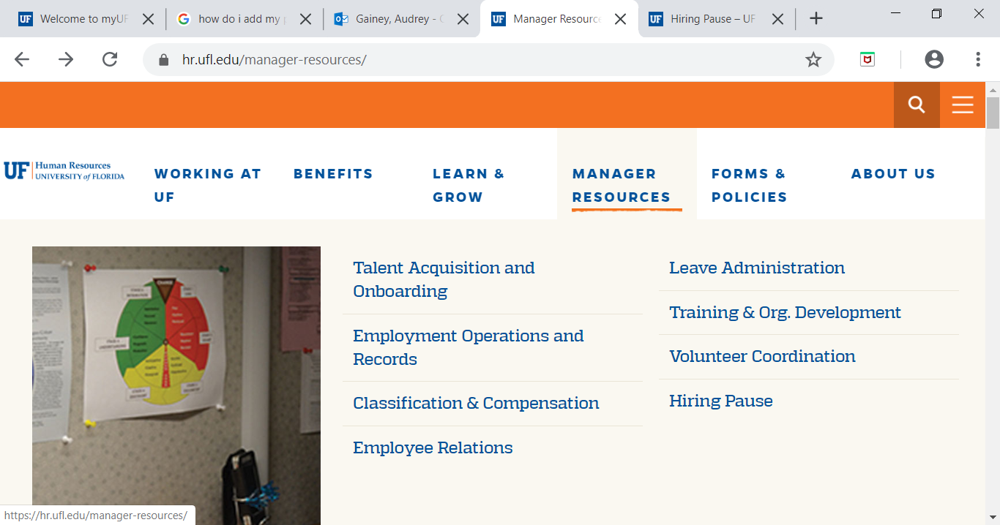 Welcome to myUF
how do i add my p
Gainey, Audrey - O
Manager Resource
Hiring Pause – UF
hr.ufl.edu/manager-resources/
UF Human Resources
UNIVERSITY of FLORIDA
WORKING AT
UF
BENEFITS
LEARN &
GROW
MANAGER
RESOURCES
FORMS &
POLICIES
ABOUT US
CHANGE
Talent Acquisition and
Onboarding
Employment Operations and
Records
Classification & Compensation
Employee Relations
Leave Administration
Training & Org. Development
Volunteer Coordination
Hiring Pause
https://hr.ufl.edu/manager-resources/